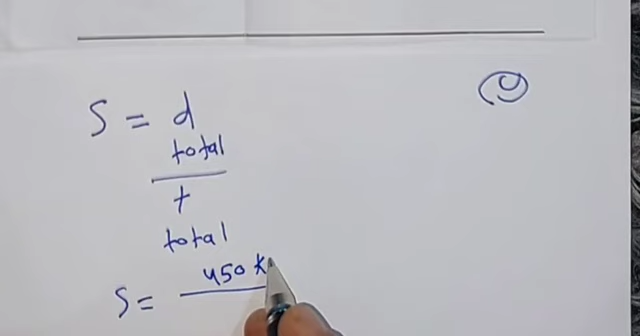 S = d
total
t
total
450 k
S =